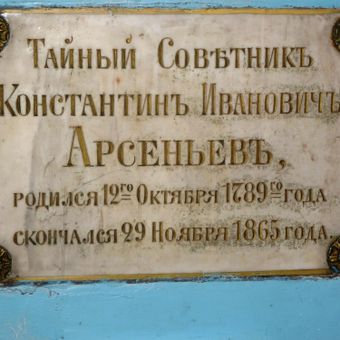 Тайный Совѣтникъ
Константинъ Ивановичъ
Арсеньевъ,
родился 12го Октября 1789го года
скончался 29 Ноября 1865 года.